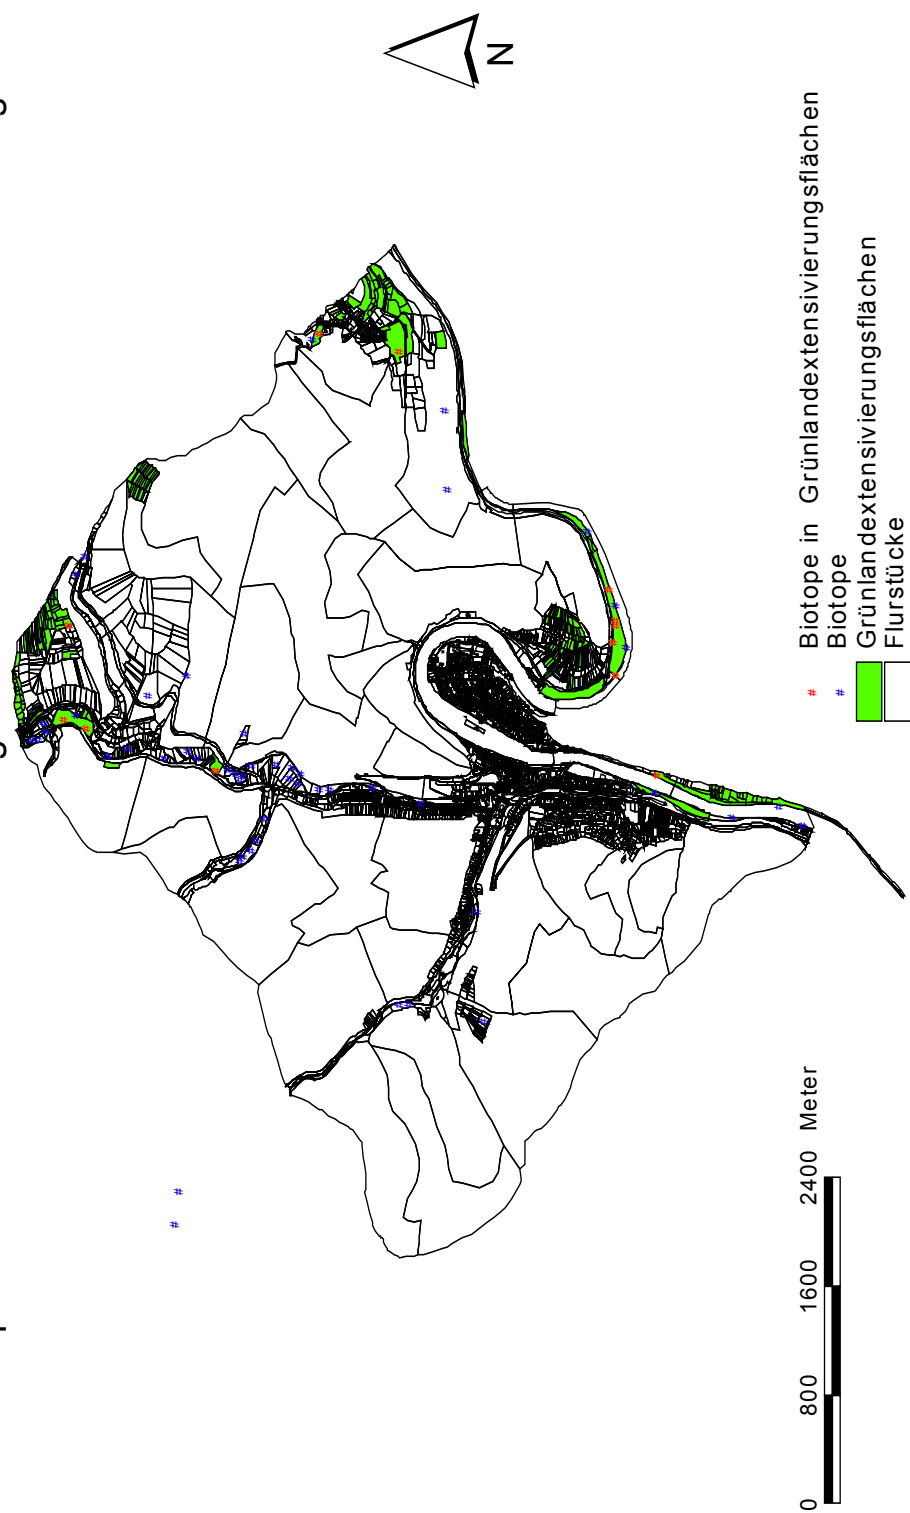 N
Biotope in Grünlandextensivierungsflächen
Biotope
Grünlandextensivierungsflächen
Flurstücke
0 800 1600 2400 Meter